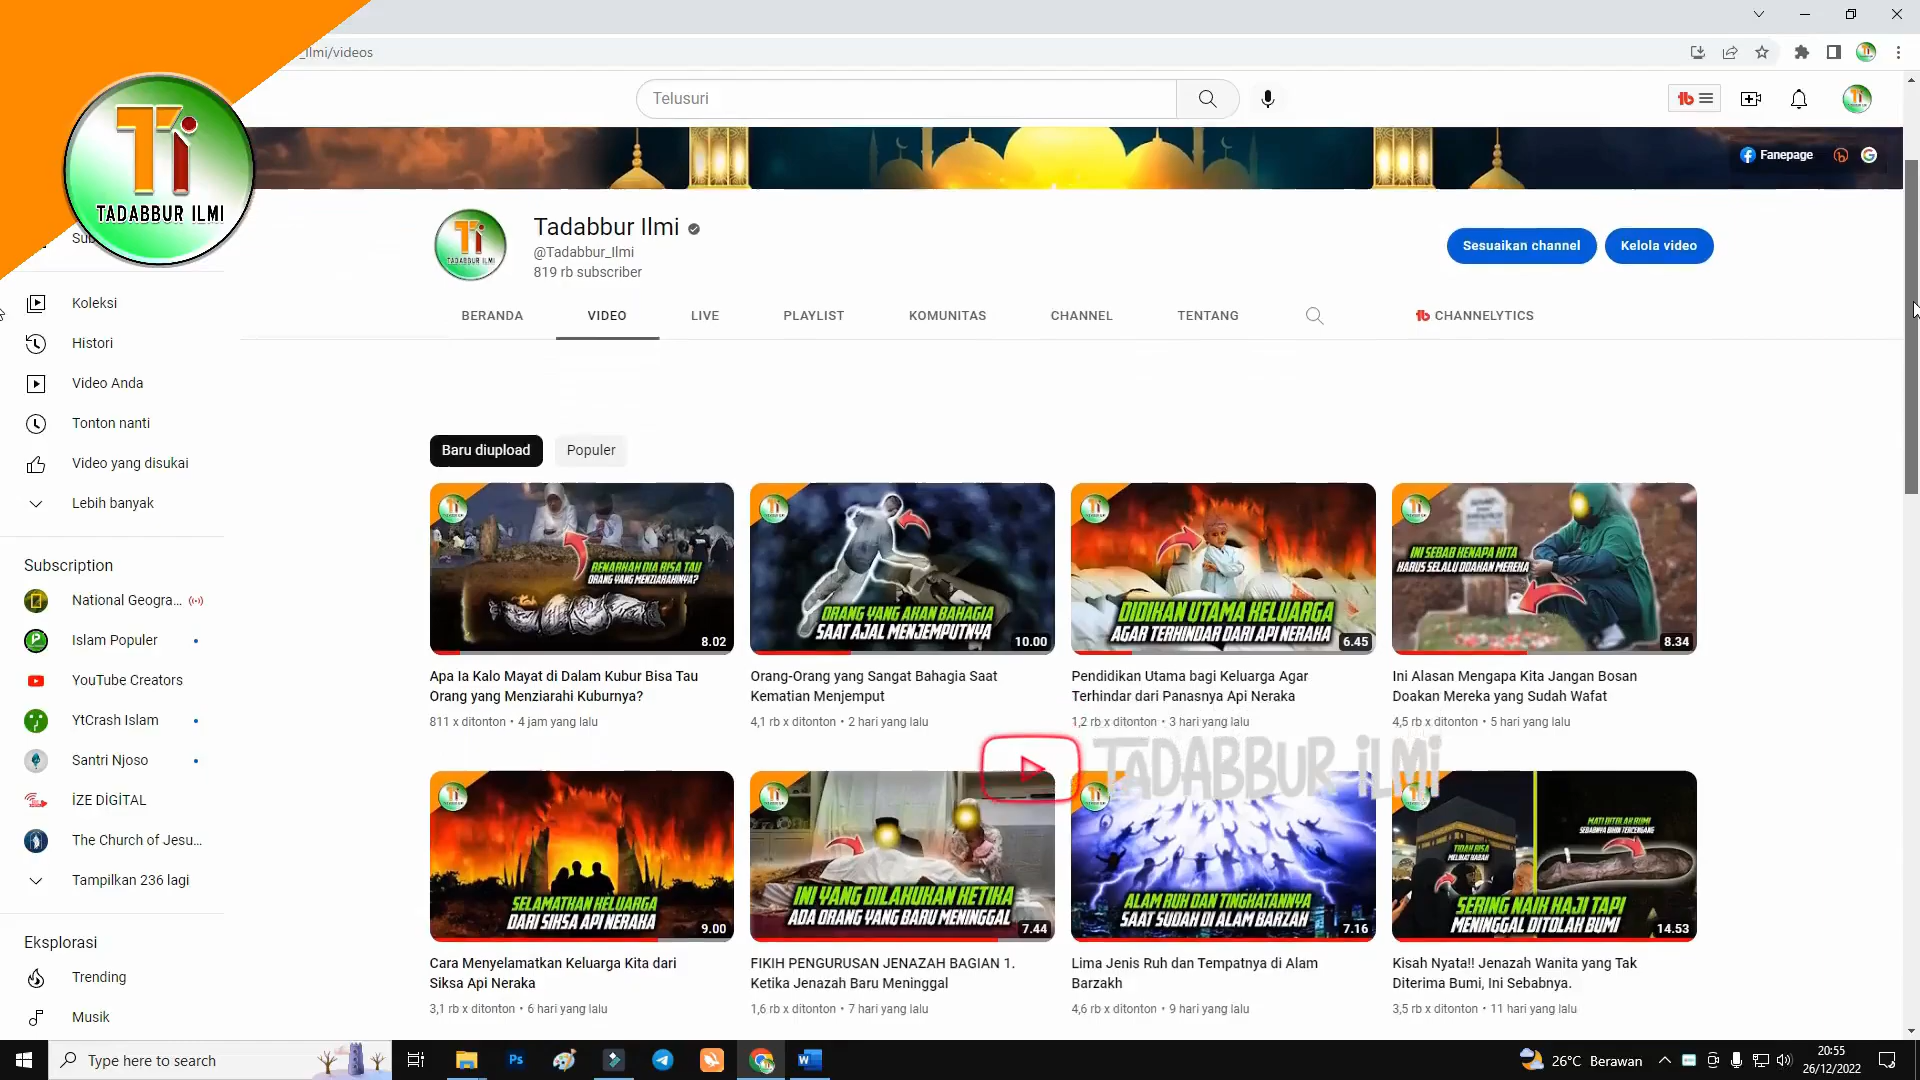 _Ilmi/videos
Ti
TADABBUR ILMI
Telusuri
Fanepage
Tadabbur Ilmi
@Tadabbur_Ilmi
819 rb subscriber
Sesuaikan channel
Kelola video
BERANDA
VIDEO
LIVE
PLAYLIST
KOMUNITAS
CHANNEL
TENTANG
CHANNELYTICS
Koleksi
Histori
Video Anda
Tonton nanti
Video yang disukai
Lebih banyak
Subscription
National Geogra...
Islam Populer
YouTube Creators
YtCrash Islam
Santri Njoso
İZE DİGİTAL
The Church of Jesu...
Tampilkan 236 lagi
Eksplorasi
Trending
Musik
Baru diupload
Populer
BENARKAH DIA BISA TAU
ORANG YANG MENZIARAHINYA?
8.02
Apa Ia Kalo Mayat di Dalam Kubur Bisa Tau
Orang yang Menziarahi Kuburnya?
811 x ditonton • 4 jam yang lalu
ORANG YANG AKAN BAHAGIA
SAAT AJAL MENJEMPUTNYA
10.00
Orang-Orang yang Sangat Bahagia Saat
Kematian Menjemput
4,1 rb x ditonton • 2 hari yang lalu
DIDIKAN UTAMA KELUARGA
AGAR TERHINDAR DARI API NERAKA
6.45
Pendidikan Utama bagi Keluarga Agar
Terhindar dari Panasnya Api Neraka
1,2 rb x ditonton • 3 hari yang lalu
INI SEBAB KENAPA KITA
HARUS SELALU DOAKAN MEREKA
8.34
Ini Alasan Mengapa Kita Jangan Bosan
Doakan Mereka yang Sudah Wafat
4,5 rb x ditonton • 5 hari yang lalu
TADABBUR iLMi
SELAMATKAN KELUARGA
DARI SIKSA API NERAKA
9.00
Cara Menyelamatkan Keluarga Kita dari
Siksa Api Neraka
3,1 rb x ditonton • 6 hari yang lalu
INI YANG DILAKUKAN KETIKA
ADA ORANG YANG BARU MENINGGAL
7.44
FIKIH PENGURUSAN JENAZAH BAGIAN 1.
Ketika Jenazah Baru Meninggal
1,6 rb x ditonton • 7 hari yang lalu
ALAM RUH DAN TINGKATANNYA
SAAT SUDAH DI ALAM BARZAH
7.16
Lima Jenis Ruh dan Tempatnya di Alam
Barzakh
4,6 rb x ditonton • 9 hari yang lalu
MATI DITOLAK BUMI
SEBABNYA BIKIN TERCENGANG
TIDAK BISA
MELIHAT KABAH
SERING NAIK HAJI TAPI
MENINGGAL DITOLAK BUMI
14.53
Kisah Nyata!! Jenazah Wanita yang Tak
Diterima Bumi, Ini Sebabnya.
3,5 rb x ditonton • 11 hari yang lalu
Type here to search
Ps
26°C Berawan
20:55
26/12/2022